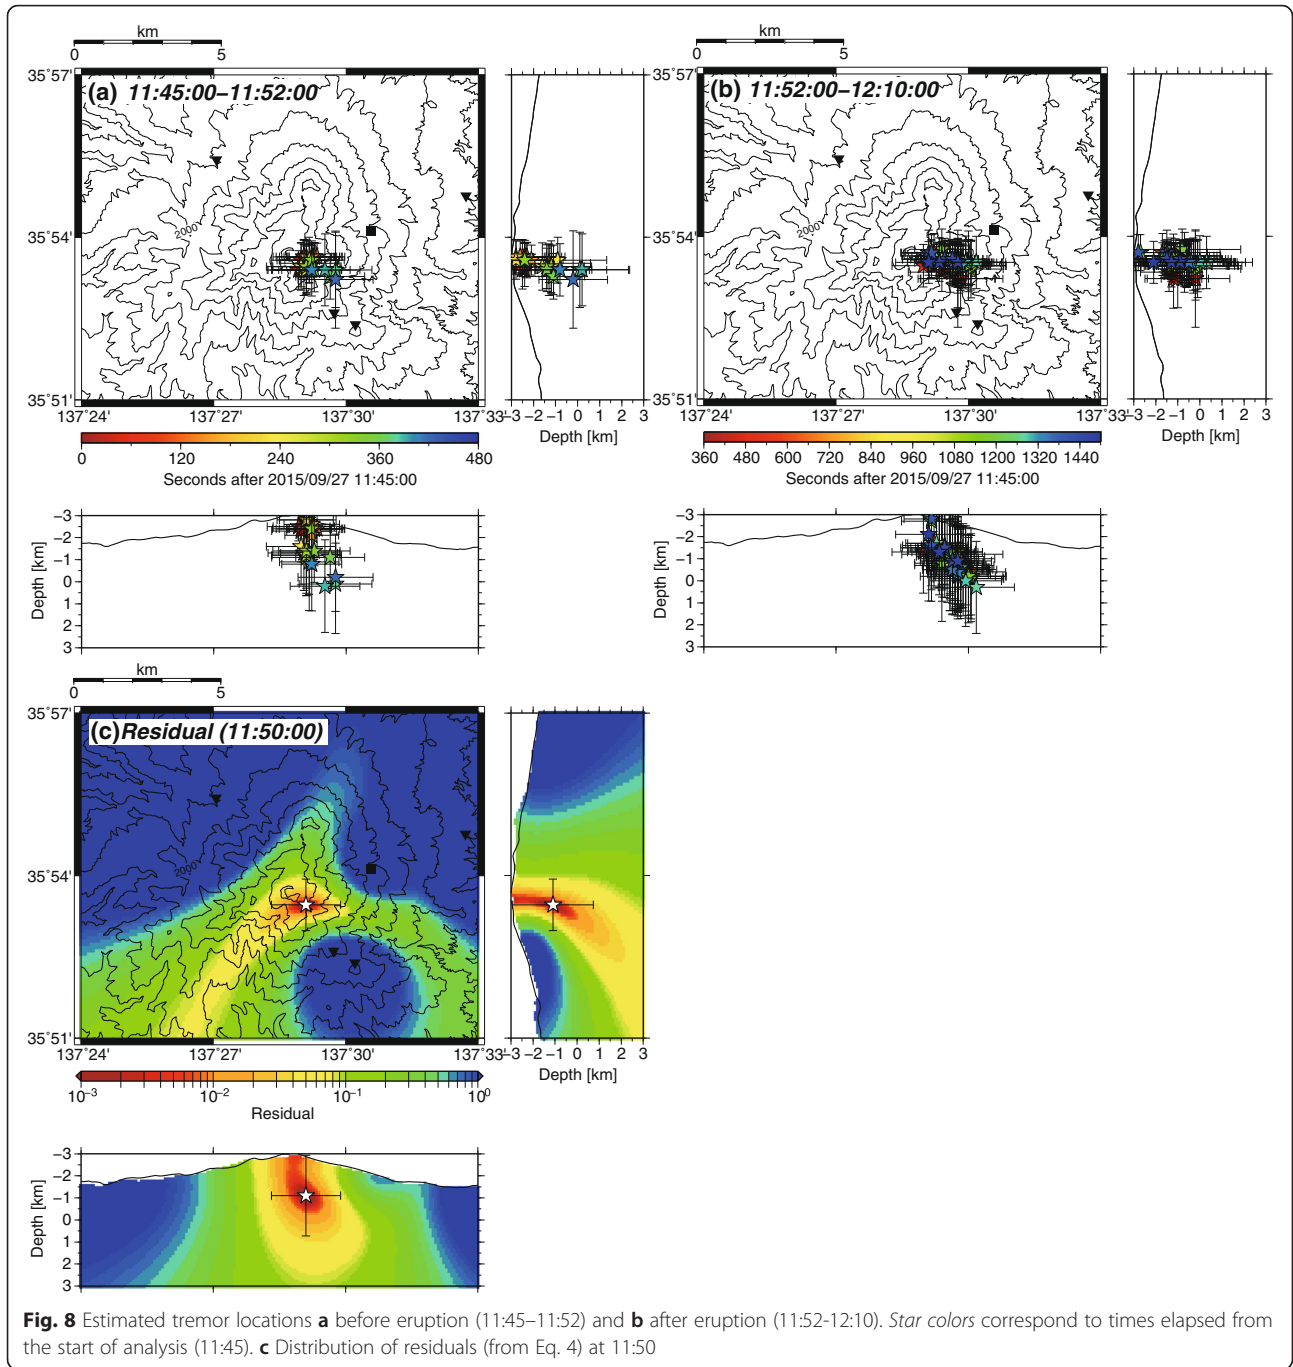 km
0 5
(a) 11:45:00–11:52:00
35°57'
35°54'
35°51'
2000
137°24' 137°27' 137°30' 137°33'
–3 –2 –1 0 1 2 3
Depth [km]
0 120 240 360 480
Seconds after 2015/09/27 11:45:00
–3
–2
–1
0
1
2
3
Depth [km]
km
0 5
(b) 11:52:00–12:10:00
35°57'
35°54'
35°51'
2000
137°24' 137°27' 137°30' 137°33'
–3 –2 –1 0 1 2 3
Depth [km]
360 480 600 720 840 960 1080 1200 1320 1440
Seconds after 2015/09/27 11:45:00
–3
–2
–1
0
1
2
3
Depth [km]
km
0 5
(c) Residual (11:50:00)
35°57'
35°54'
35°51'
2000
137°24' 137°27' 137°30' 137°33'
–3 –2 –1 0 1 2 3
Depth [km]
10⁻³ 10⁻² 10⁻¹ 10⁰
Residual
–3
–2
–1
0
1
2
3
Depth [km]
Fig. 8 Estimated tremor locations a before eruption (11:45–11:52) and b after eruption (11:52-12:10). Star colors correspond to times elapsed from
the start of analysis (11:45). c Distribution of residuals (from Eq. 4) at 11:50